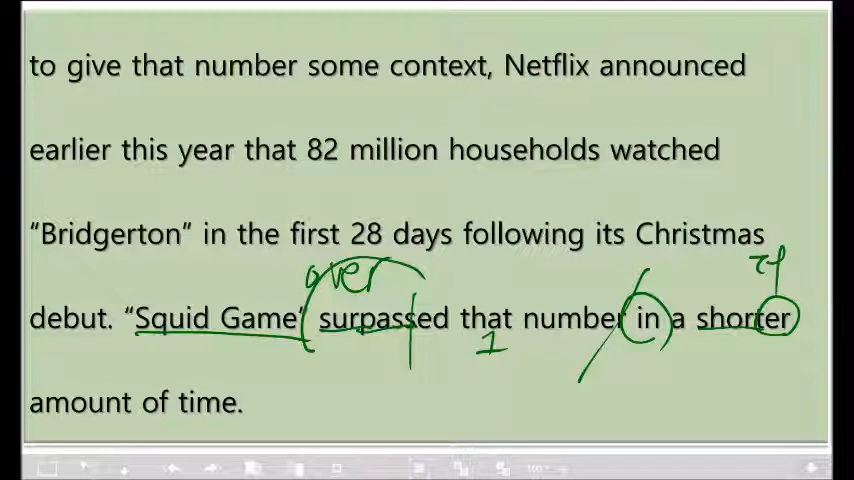 to give that number some context, Netflix announced
earlier this year that 82 million households watched
“Bridgerton” in the first 28 days following its Christmas
over
debut. “Squid Game” surpassed that number in a shorter
1
amount of time.